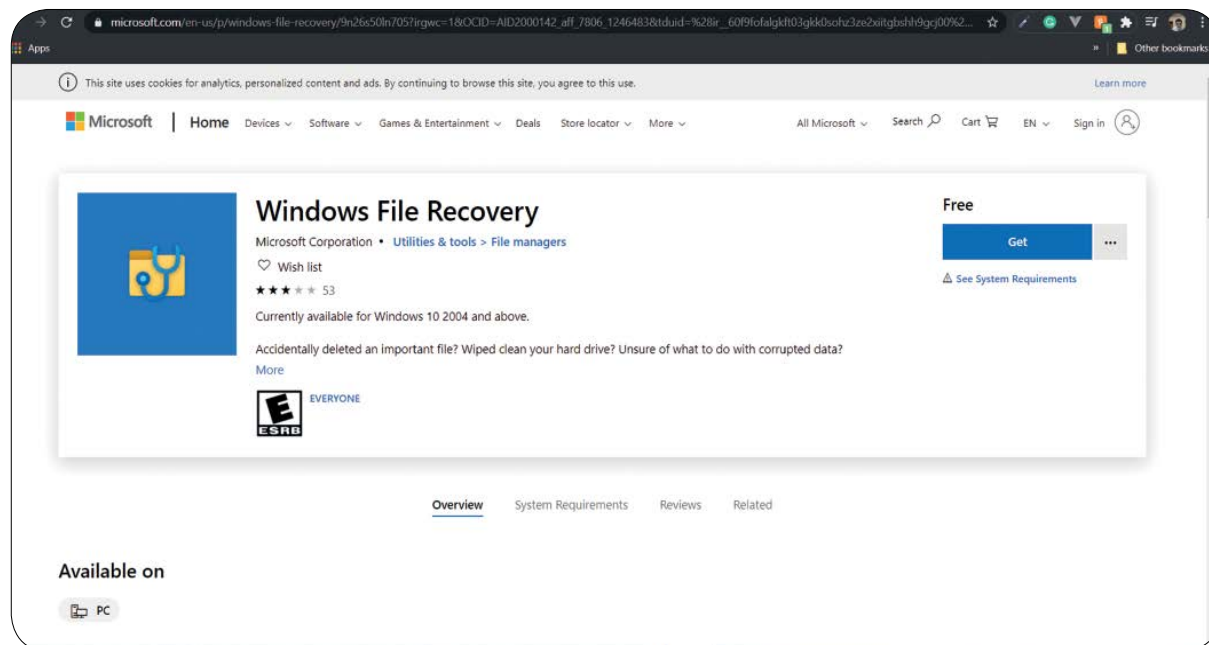 microsoft.com/en-us/p/windows-file-recovery/9n26s50ln705?irgwc=1&OCID=AID2000142_aff_7806_1246483&tduid=%28ir_
Apps
» Other bookmarks
This site uses cookies for analytics, personalized content and ads. By continuing to browse this site, you agree to this use. Learn more
Microsoft | Home Devices Software Games & Entertainment Deals Store locator More All Microsoft Search Cart EN Sign in
Windows File Recovery
Free
Microsoft Corporation • Utilities & tools > File managers
Get ...
Wish list
See System Requirements
53
Currently available for Windows 10 2004 and above.
Accidentally deleted an important file? Wiped clean your hard drive? Unsure of what to do with corrupted data?
More
E
ESRB
EVERYONE
Overview System Requirements Reviews Related
Available on
PC